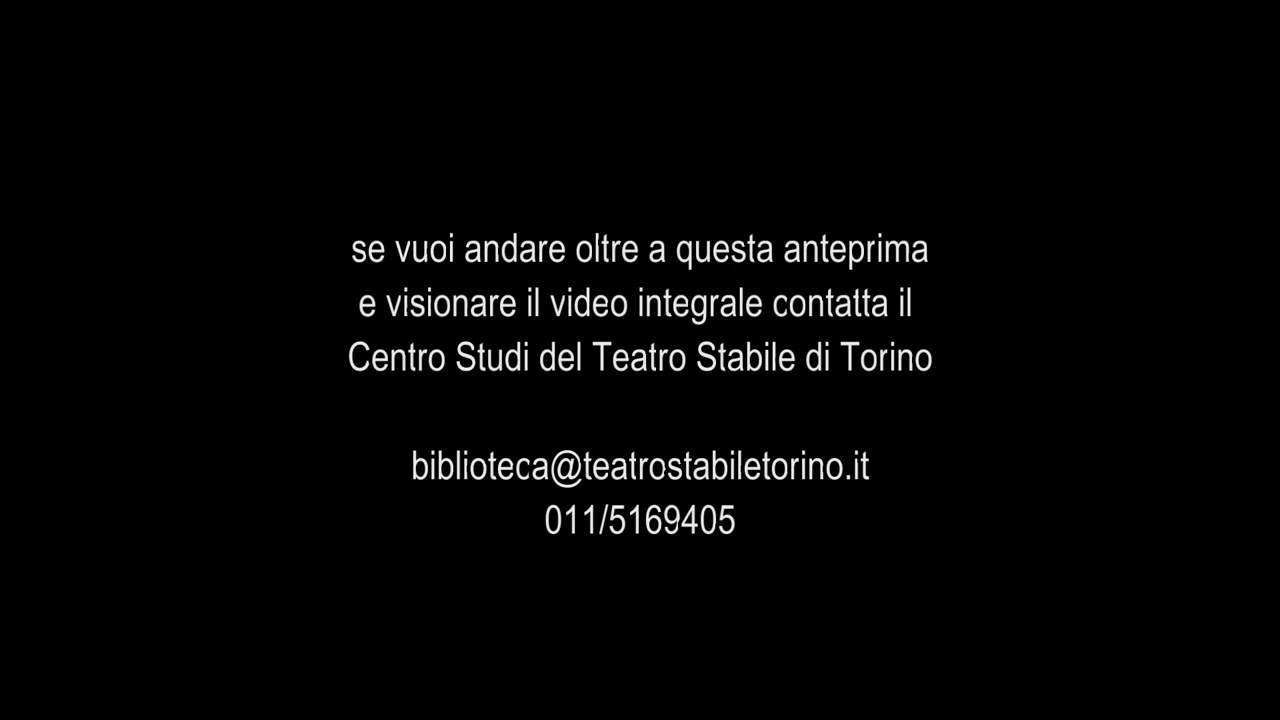 se vuoi andare oltre a questa anteprima
e visionare il video integrale contatta il
Centro Studi del Teatro Stabile di Torino
biblioteca@teatrostabiletorino.it
011/5169405